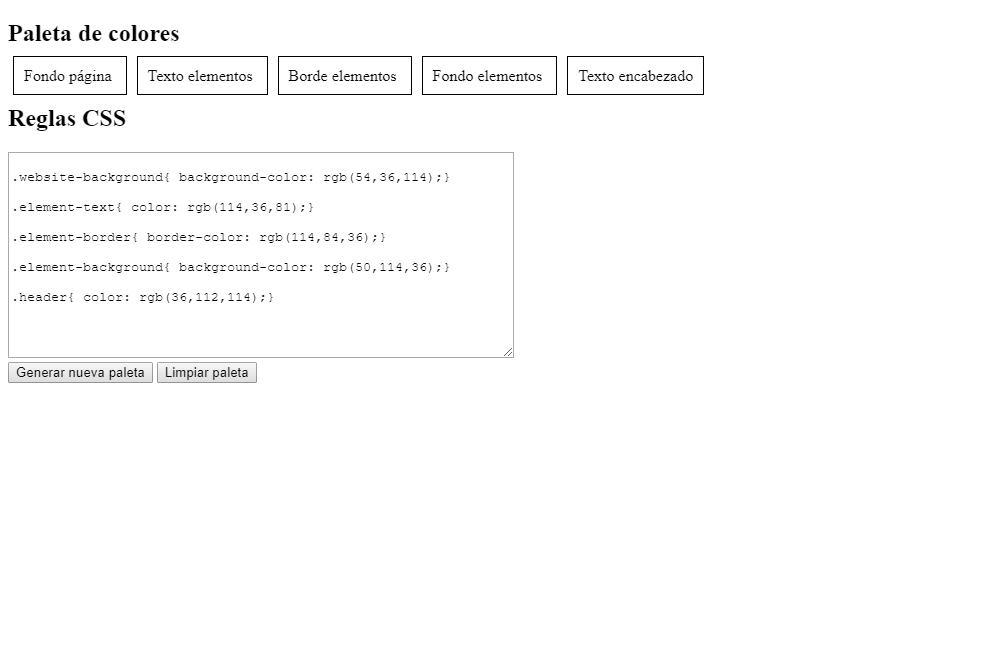 Paleta de colores
Fondo página Texto elementos Borde elementos Fondo elementos Texto encabezado
Reglas CSS
.website-background{ background-color: rgb(54,36,114);}
.element-text{ color: rgb(114,36,81);}
.element-border{ border-color: rgb(114,84,36);}
.element-background{ background-color: rgb(50,114,36);}
.header{ color: rgb(36,112,114);}
Generar nueva paleta Limpiar paleta